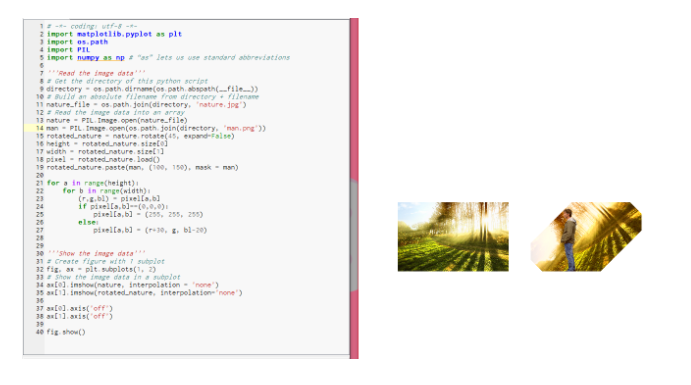 1 # -*- coding: utf-8 -*-
2 import matplotlib.pyplot as plt
3 import os.path
4 import PIL
5 import numpy as np # "as" lets us use standard abbreviations
6
7 '''Read the image data'''
8 # Get the directory of this python script
9 directory = os.path.dirname(os.path.abspath(__file__))
10 # Build an absolute filename from directory + filename
11 nature_file = os.path.join(directory, 'nature.jpg')
12 # Read the image data into an array
13 nature = PIL.Image.open(nature_file)
14 man = PIL.Image.open(os.path.join(directory, 'man.png'))
15 rotated_nature = nature.rotate(45, expand=False)
16 height = rotated_nature.size[0]
17 width = rotated_nature.size[1]
18 pixel = rotated_nature.load()
19 rotated_nature.paste(man, (100, 150), mask = man)
20
21 for a in range(height):
22 for b in range(width):
23 (r,g,bl) = pixel[a,b]
24 if pixel[a,b]==(0,0,0):
25 pixel[a,b] = (255, 255, 255)
26 else:
27 pixel[a,b] = (r+30, g, bl-20)
28
29
30 '''Show the image data'''
31 # Create figure with 1 subplot
32 fig, ax = plt.subplots(1, 2)
33 # Show the image data in a subplot
34 ax[0].imshow(nature, interpolation = 'none')
35 ax[1].imshow(rotated_nature, interpolation='none')
36
37 ax[0].axis('off')
38 ax[1].axis('off')
39
40 fig.show()